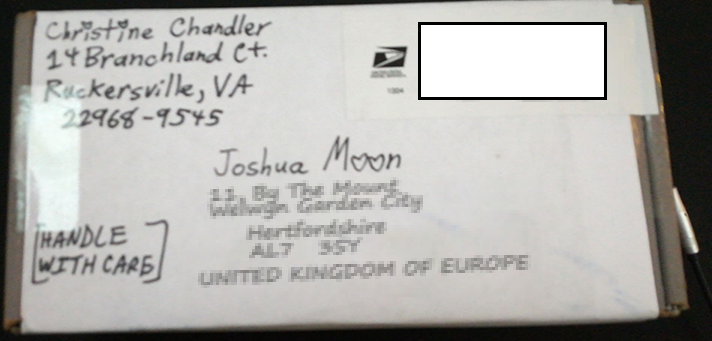 Christine Chandler
14 Branchland Ct.
Ruckersville, VA
22968-9545
1004
Joshua Moon
11, By The Mount
Welwyn Garden City
Hertfordshire
AL7 3SY
UNITED KINGDOM OF EUROPE
[HANDLE
WITH CARE]